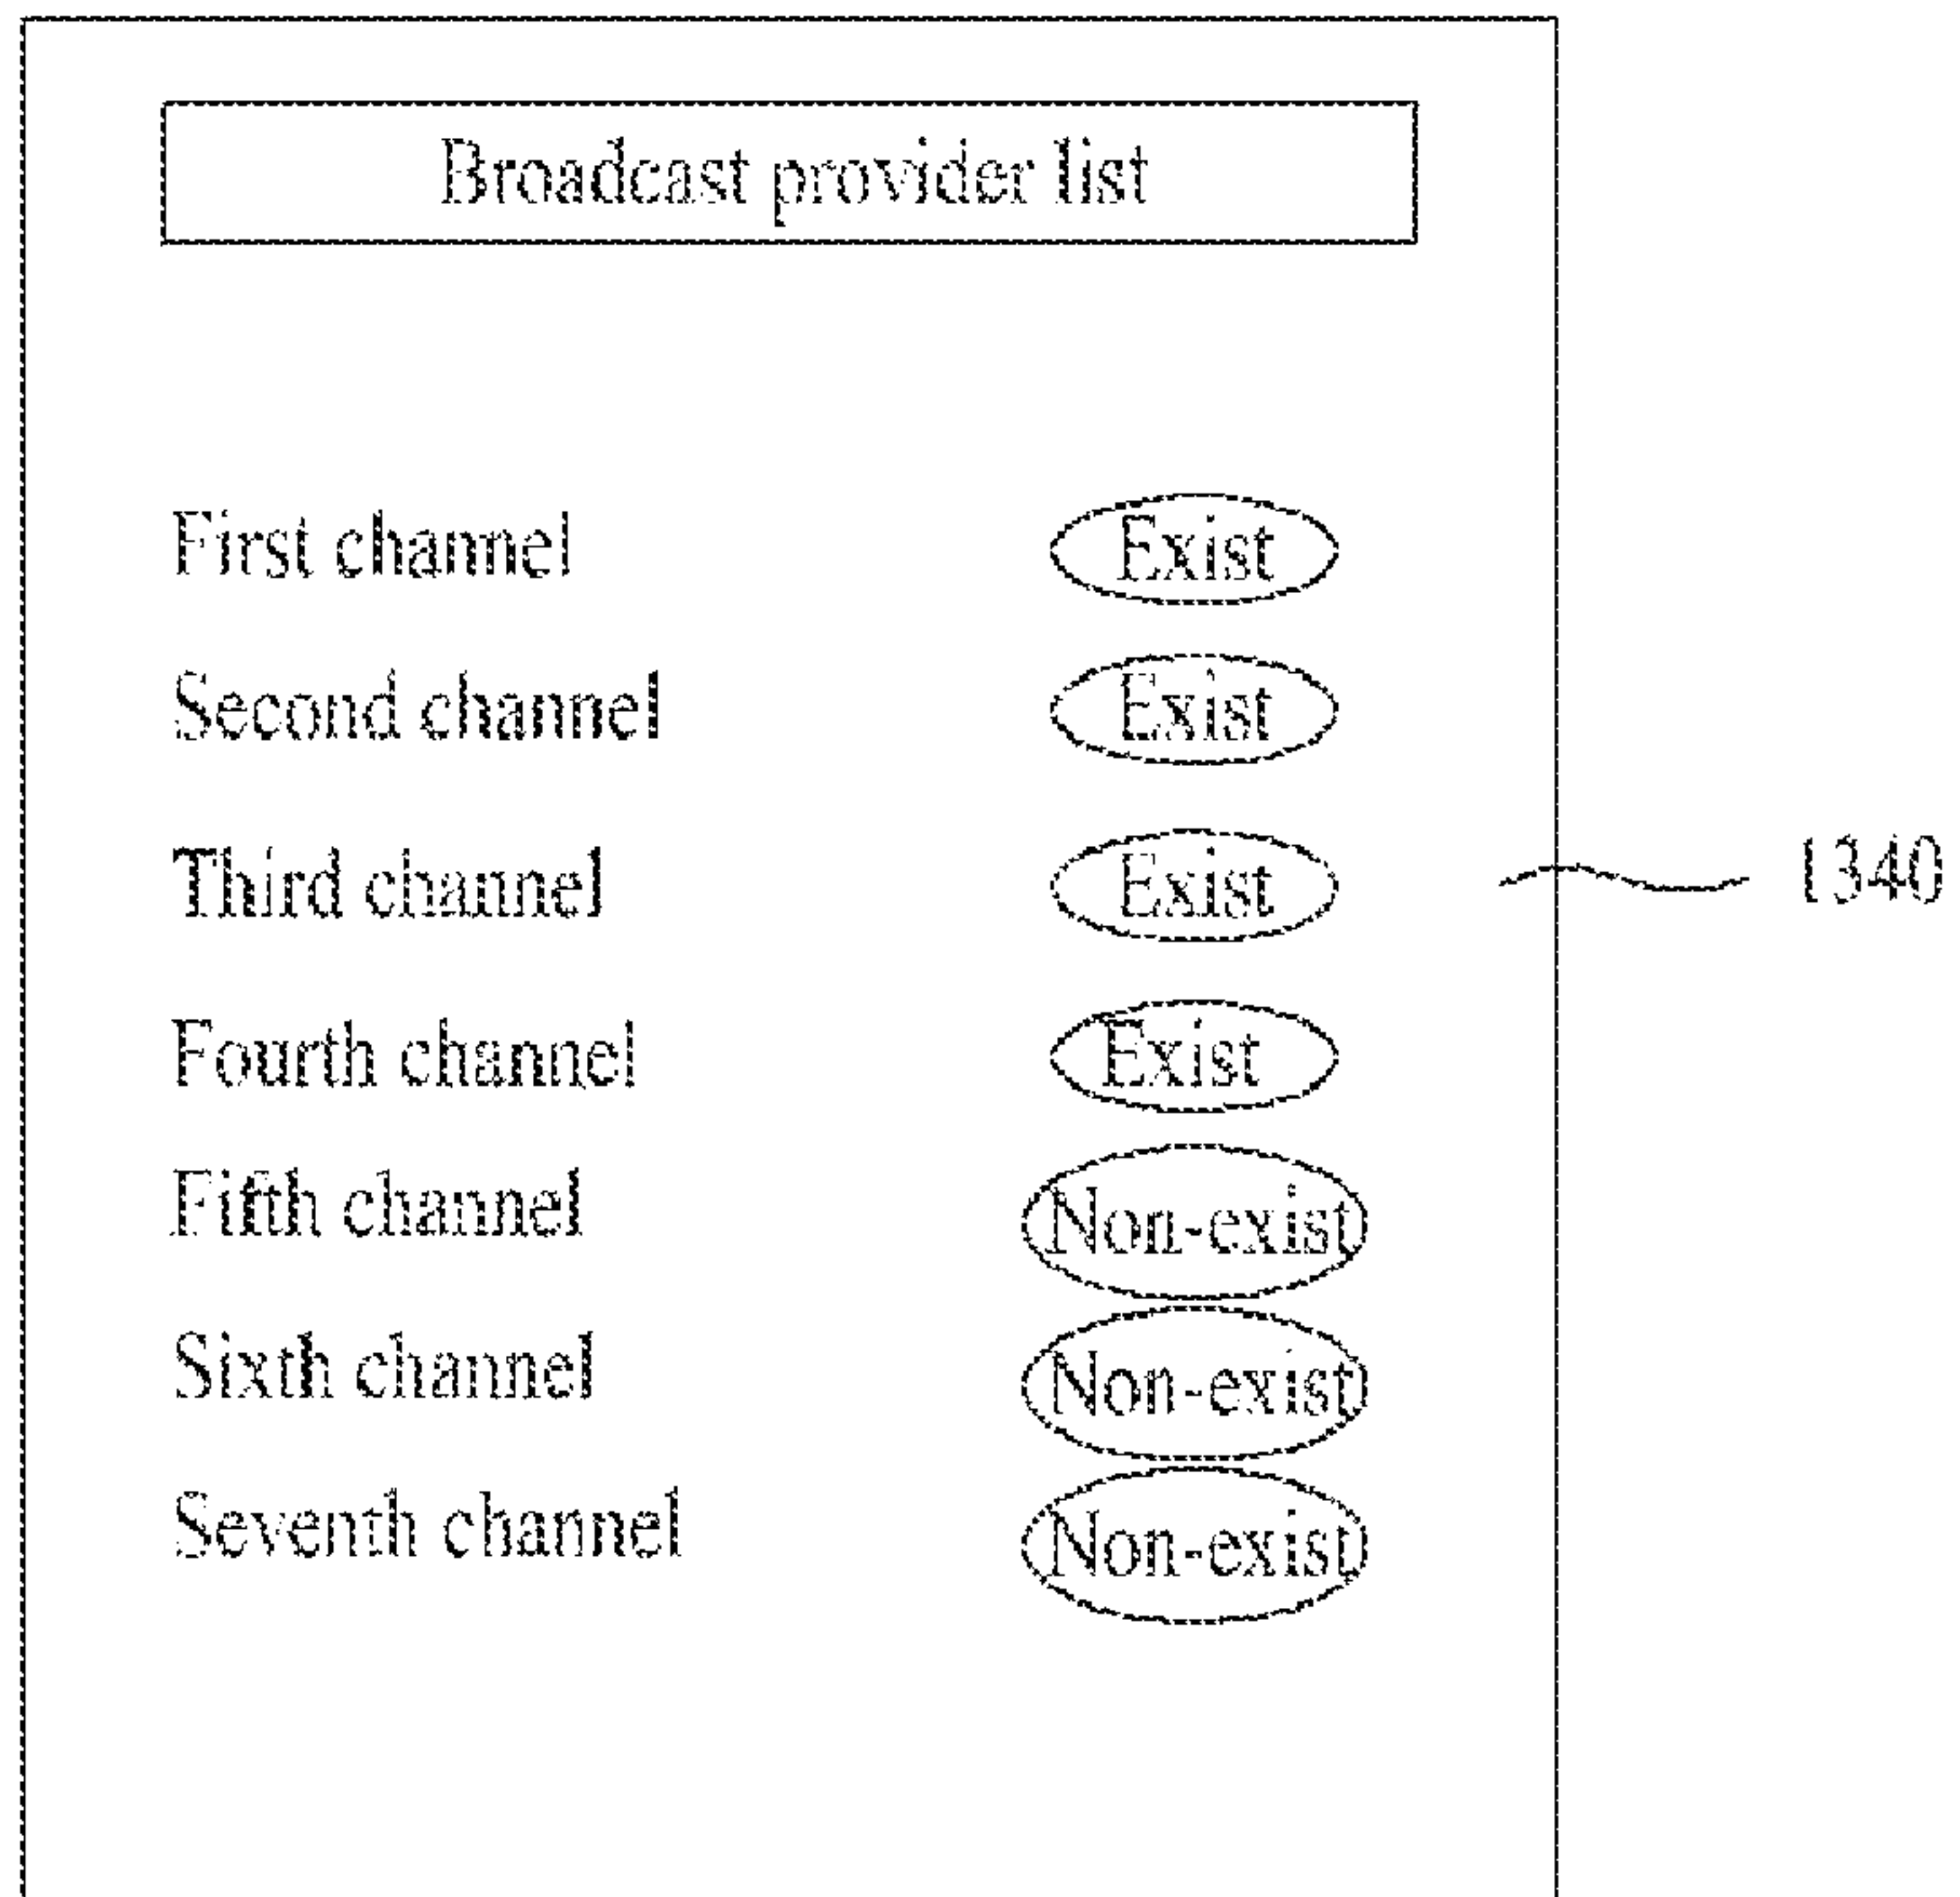 Broadcast provider list
First channel Exist
Second channel Exist
Third channel Exist
1340
Fourth channel Exist
Fifth channel Non-exist
Sixth channel Non-exist
Seventh channel Non-exist